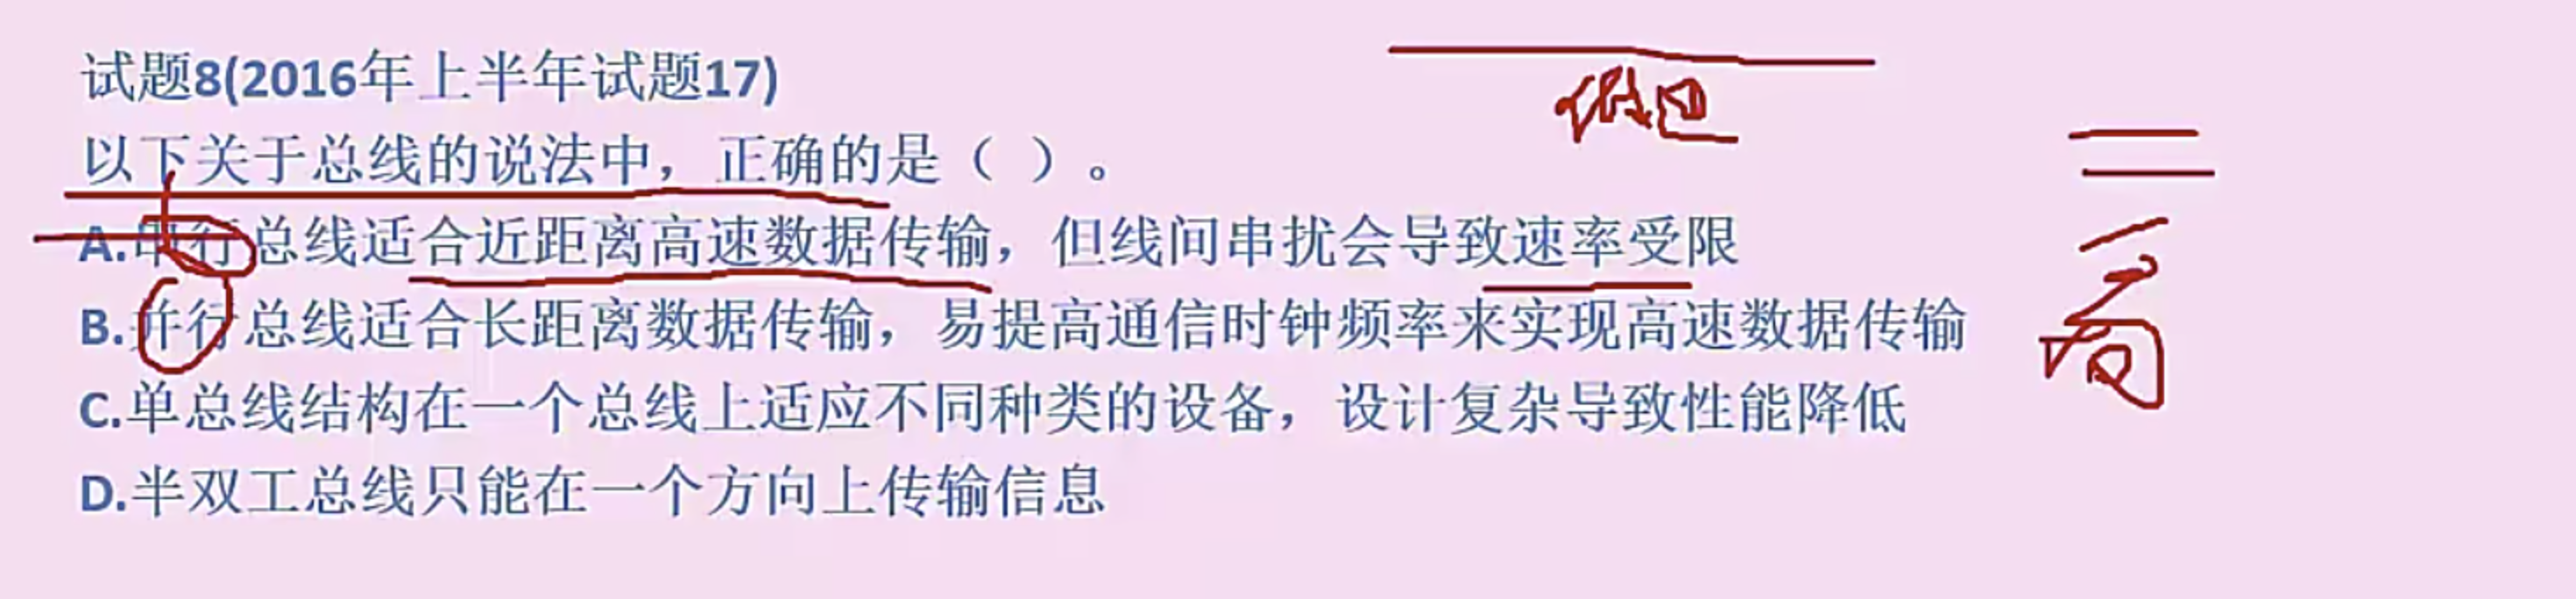 试题8(2016年上半年试题17)
以下关于总线的说法中，正确的是（ ）。
A.串行总线适合近距离高速数据传输，但线间串扰会导致速率受限
B.并行总线适合长距离数据传输，易提高通信时钟频率来实现高速数据传输
C.单总线结构在一个总线上适应不同种类的设备，设计复杂导致性能降低
D.半双工总线只能在一个方向上传输信息